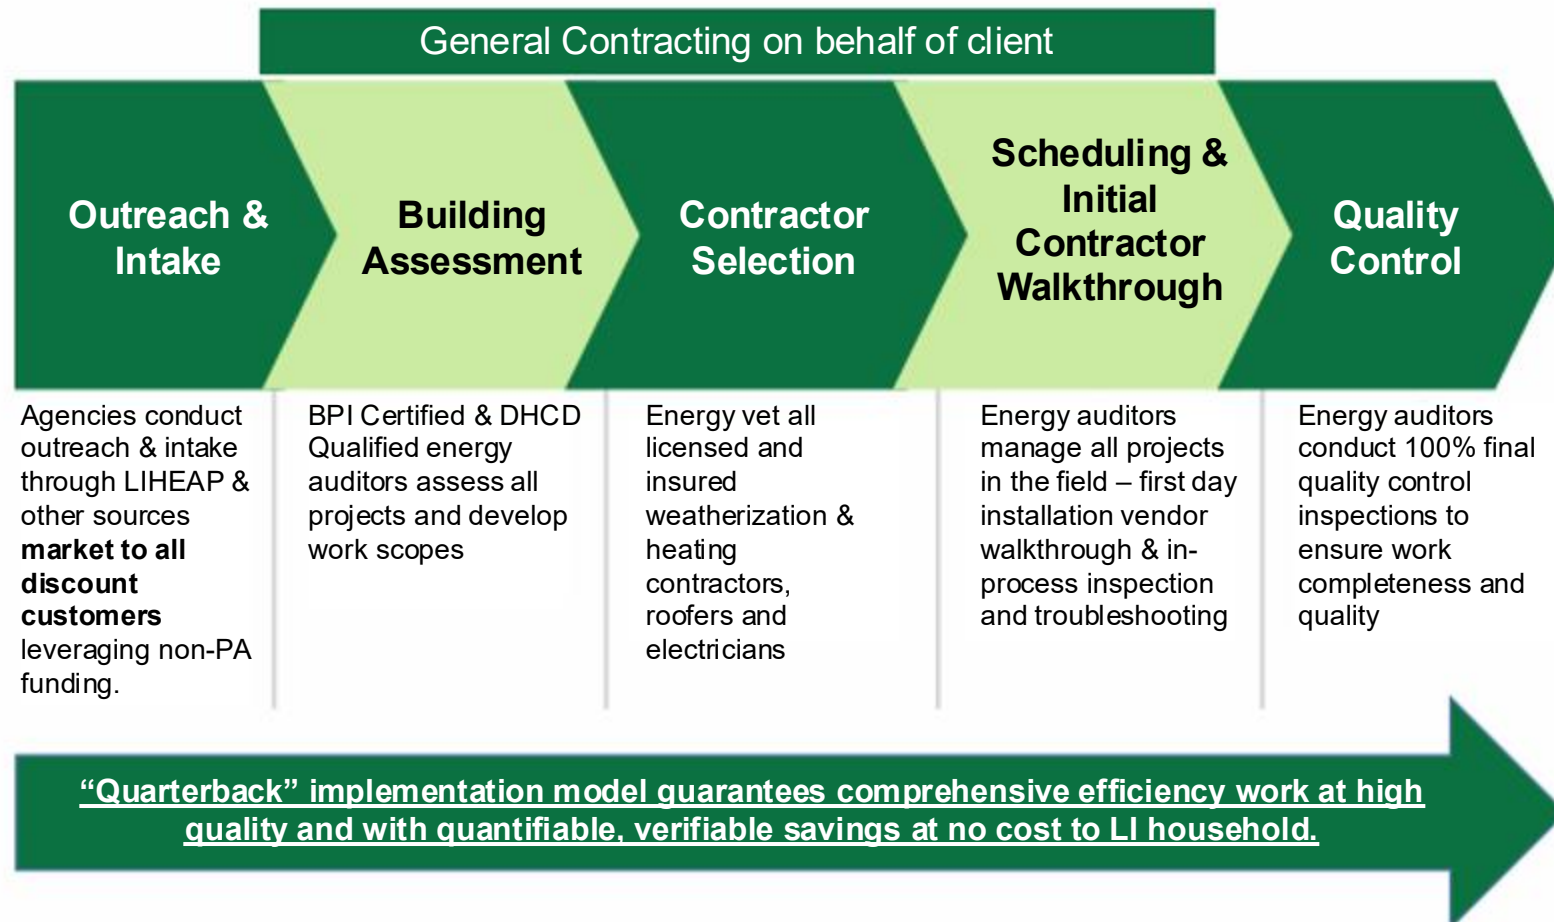 General Contracting on behalf of client
Outreach &
Intake
Building
Assessment
Contractor
Selection
Scheduling &
Initial
Contractor
Walkthrough
Quality
Control
Agencies conduct
outreach & intake
through LIHEAP &
other sources
market to all
discount
customers
leveraging non-PA
funding.
BPI Certified & DHCD
Qualified energy
auditors assess all
projects and develop
work scopes
Energy vet all
licensed and
insured
weatherization &
heating
contractors,
roofers and
electricians
Energy auditors
manage all projects
in the field – first day
installation vendor
walkthrough & in-
process inspection
and troubleshooting
Energy auditors
conduct 100% final
quality control
inspections to
ensure work
completeness and
quality
“Quarterback” implementation model guarantees comprehensive efficiency work at high
quality and with quantifiable, verifiable savings at no cost to LI household.